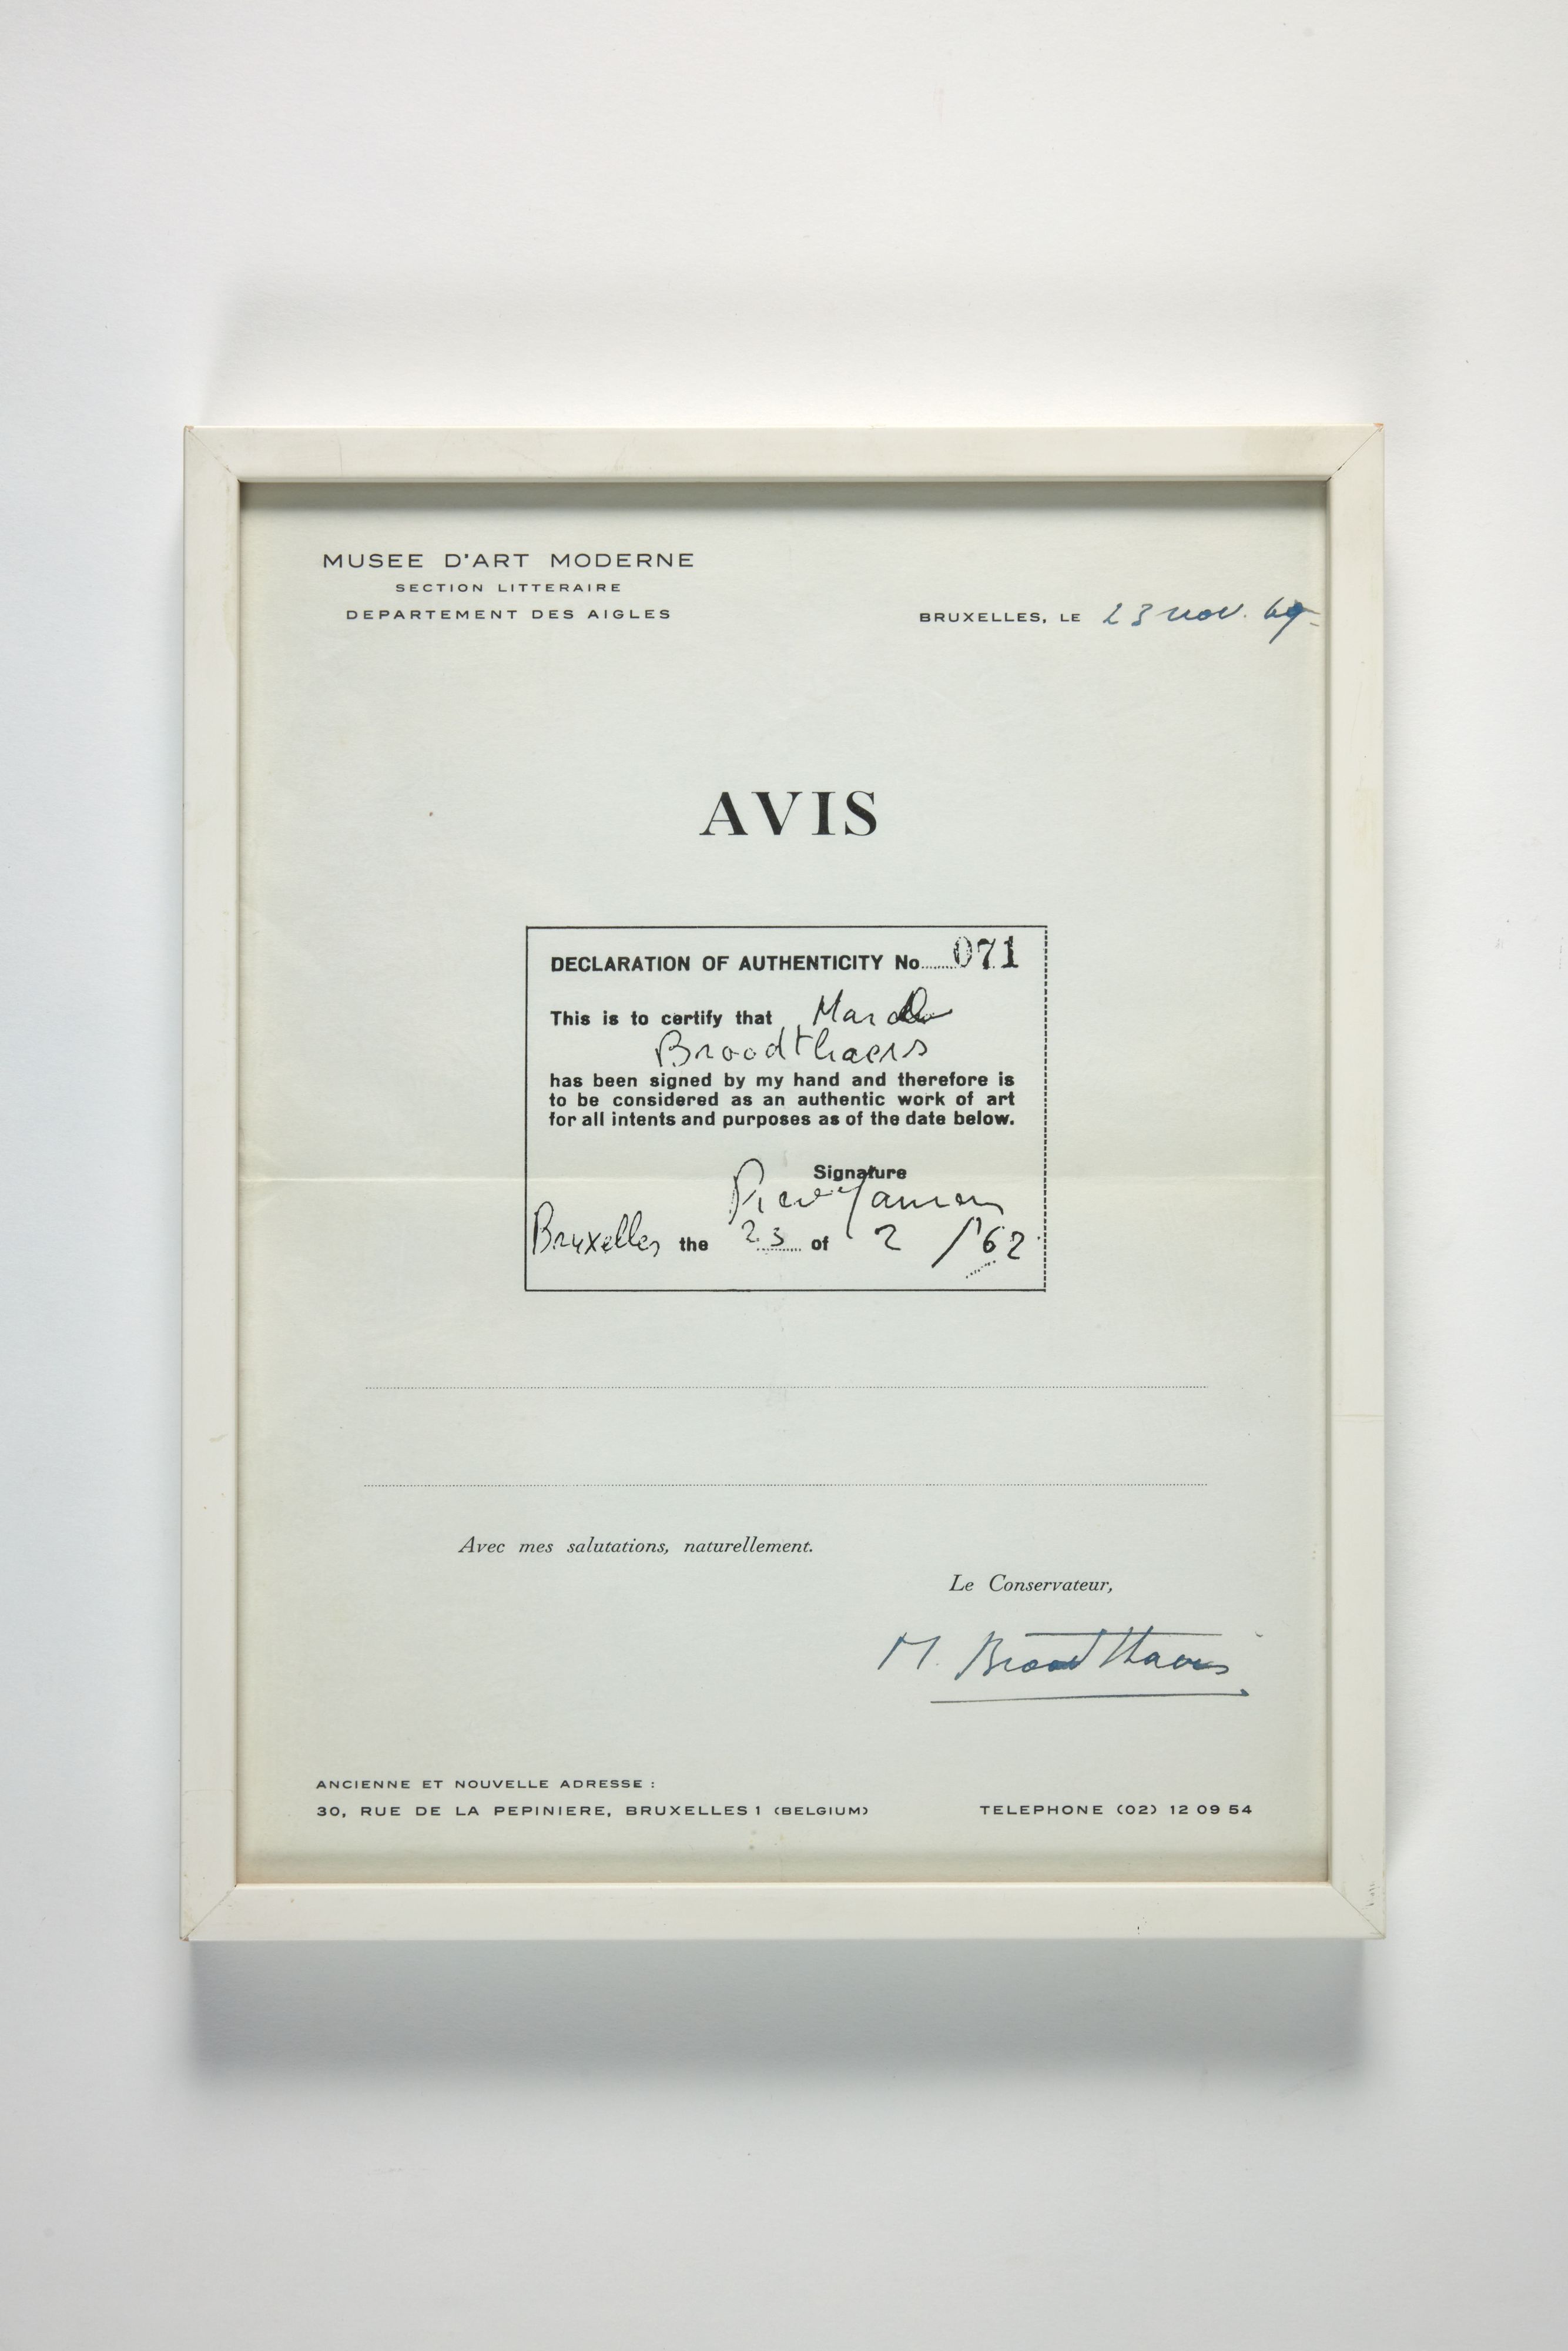 MUSEE D'ART MODERNE
SECTION LITTERAIRE
DEPARTEMENT DES AIGLES
BRUXELLES, LE 23 nov. 69
AVIS
DECLARATION OF AUTHENTICITY No 071
This is to certify that Marcel
Broodthaers
has been signed by my hand and therefore is
to be considered as an authentic work of art
for all intents and purposes as of the date below.
Signature
Bruxelles the 23 of 2 /'62
Avec mes salutations, naturellement.
Le Conservateur,
M. Broodthaers
ANCIENNE ET NOUVELLE ADRESSE :
30, RUE DE LA PEPINIERE, BRUXELLES 1 (BELGIUM)
TELEPHONE (02) 12 09 54